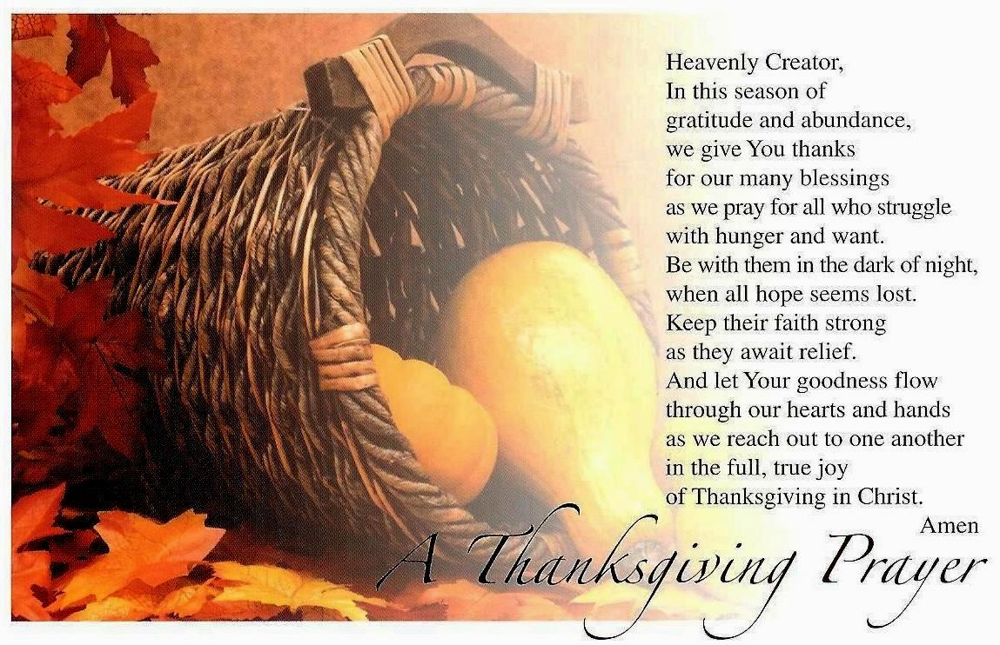 Heavenly Creator,
In this season of
gratitude and abundance,
we give You thanks
for our many blessings
as we pray for all who struggle
with hunger and want.
Be with them in the dark of night,
when all hope seems lost.
Keep their faith strong
as they await relief.
And let Your goodness flow
through our hearts and hands
as we reach out to one another
in the full, true joy
of Thanksgiving in Christ.
Amen
A Thanksgiving Prayer